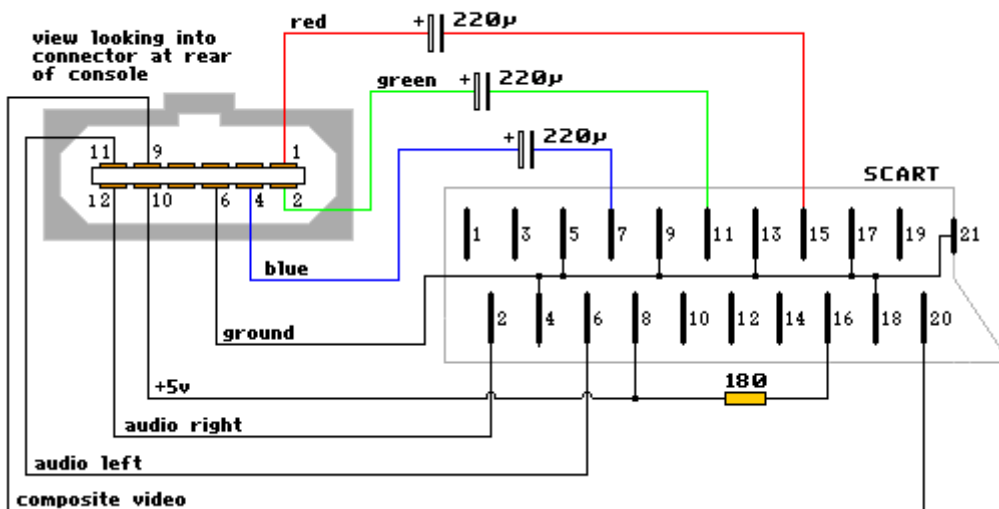 red
+ 220µ
view looking into
connector at rear
of console
green
+ 220µ
+ 220µ
11 9 1
12 10 6 4 2
SCART
1 3 5 7 9 11 13 15 17 19 21
blue
2 4 6 8 10 12 14 16 18 20
ground
+5v
180
audio right
audio left
composite video